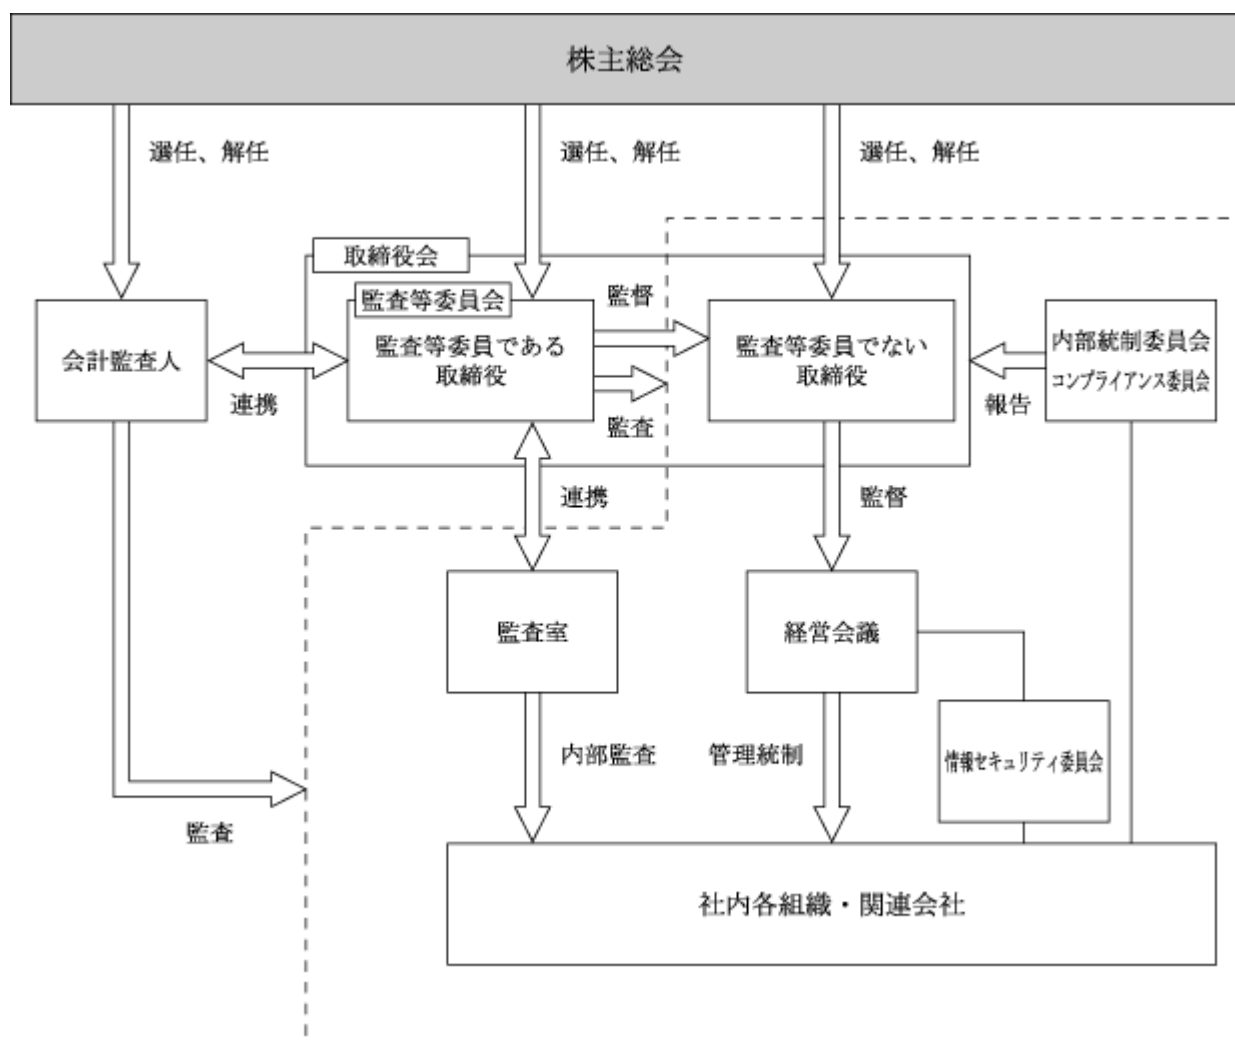 株主総会
選任、解任
選任、解任
選任、解任
取締役会
監査等委員会
監督
会計監査人
監査等委員である
取締役
監査等委員でない
取締役
内部統制委員会
コンプライアンス委員会
連携
監査
報告
連携
監督
監査室
経営会議
内部監査
管理統制
情報セキュリティ委員会
監査
社内各組織・関連会社